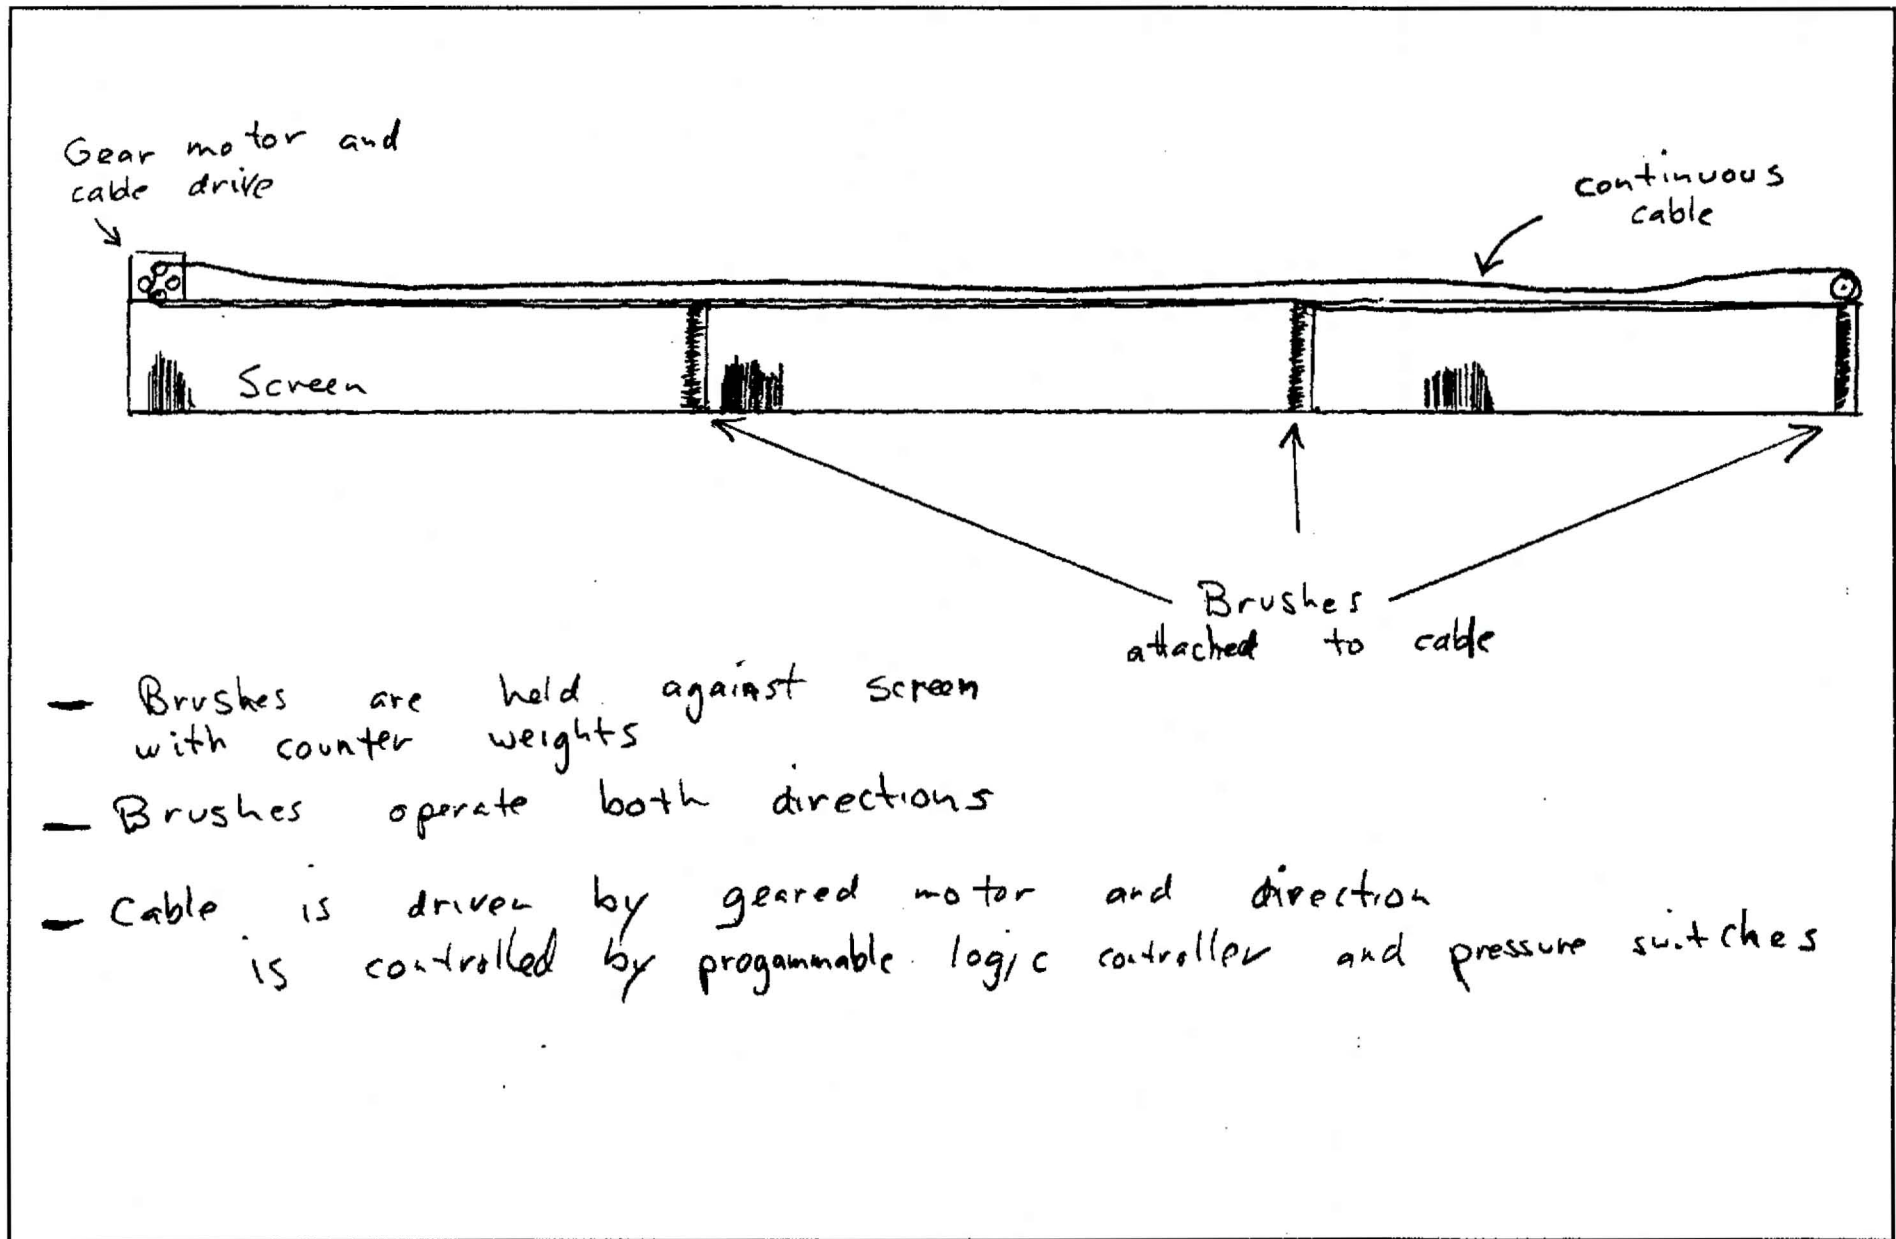 Gear motor and
cable drive
continuous
cable
Screen
Brushes
attached to cable
— Brushes are held against screen
with counter weights
— Brushes operate both directions
— Cable is driven by geared motor and direction
is controlled by progammable logic controller and pressure switches